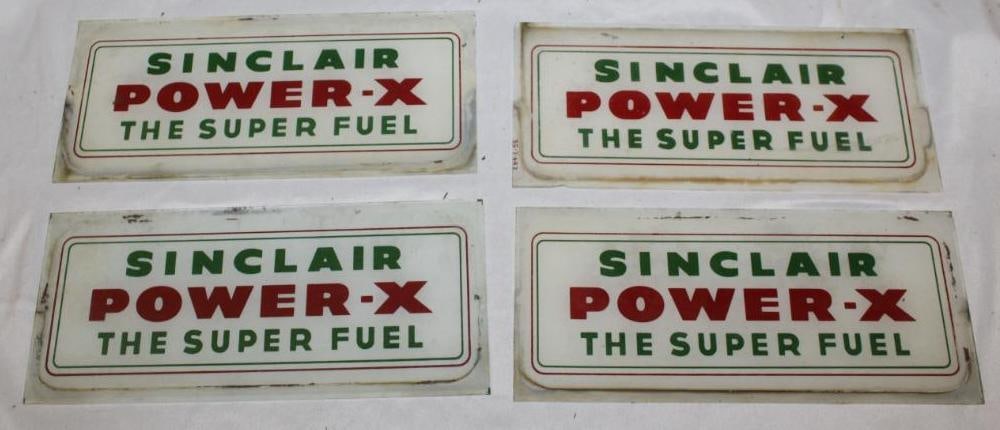 SINCLAIR
POWER-X
THE SUPER FUEL
SINCLAIR
POWER-X
THE SUPER FUEL
SINCLAIR
POWER-X
THE SUPER FUEL
SINCLAIR
POWER-X
THE SUPER FUEL